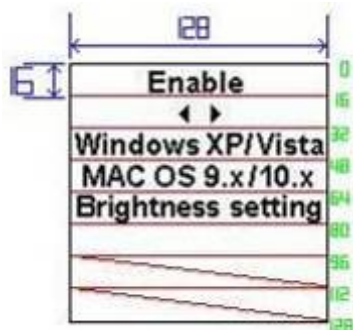 128
16
Enable
Windows XP/Vista
MAC OS 9.x/10.x
Brightness setting
0
16
32
48
64
80
96
112
128